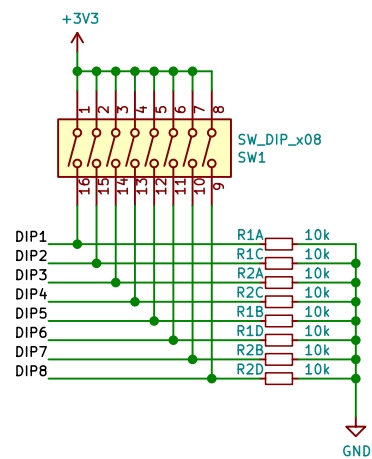 +3V3
1 2 3 4 5 6 7 8
SW_DIP_x08
SW1
16 15 14 13 12 11 10 9
DIP1 R1A 10k
DIP2 R1C 10k
DIP3 R2A 10k
DIP4 R2C 10k
DIP5 R1B 10k
DIP6 R1D 10k
DIP7 R2B 10k
DIP8 R2D 10k
GND